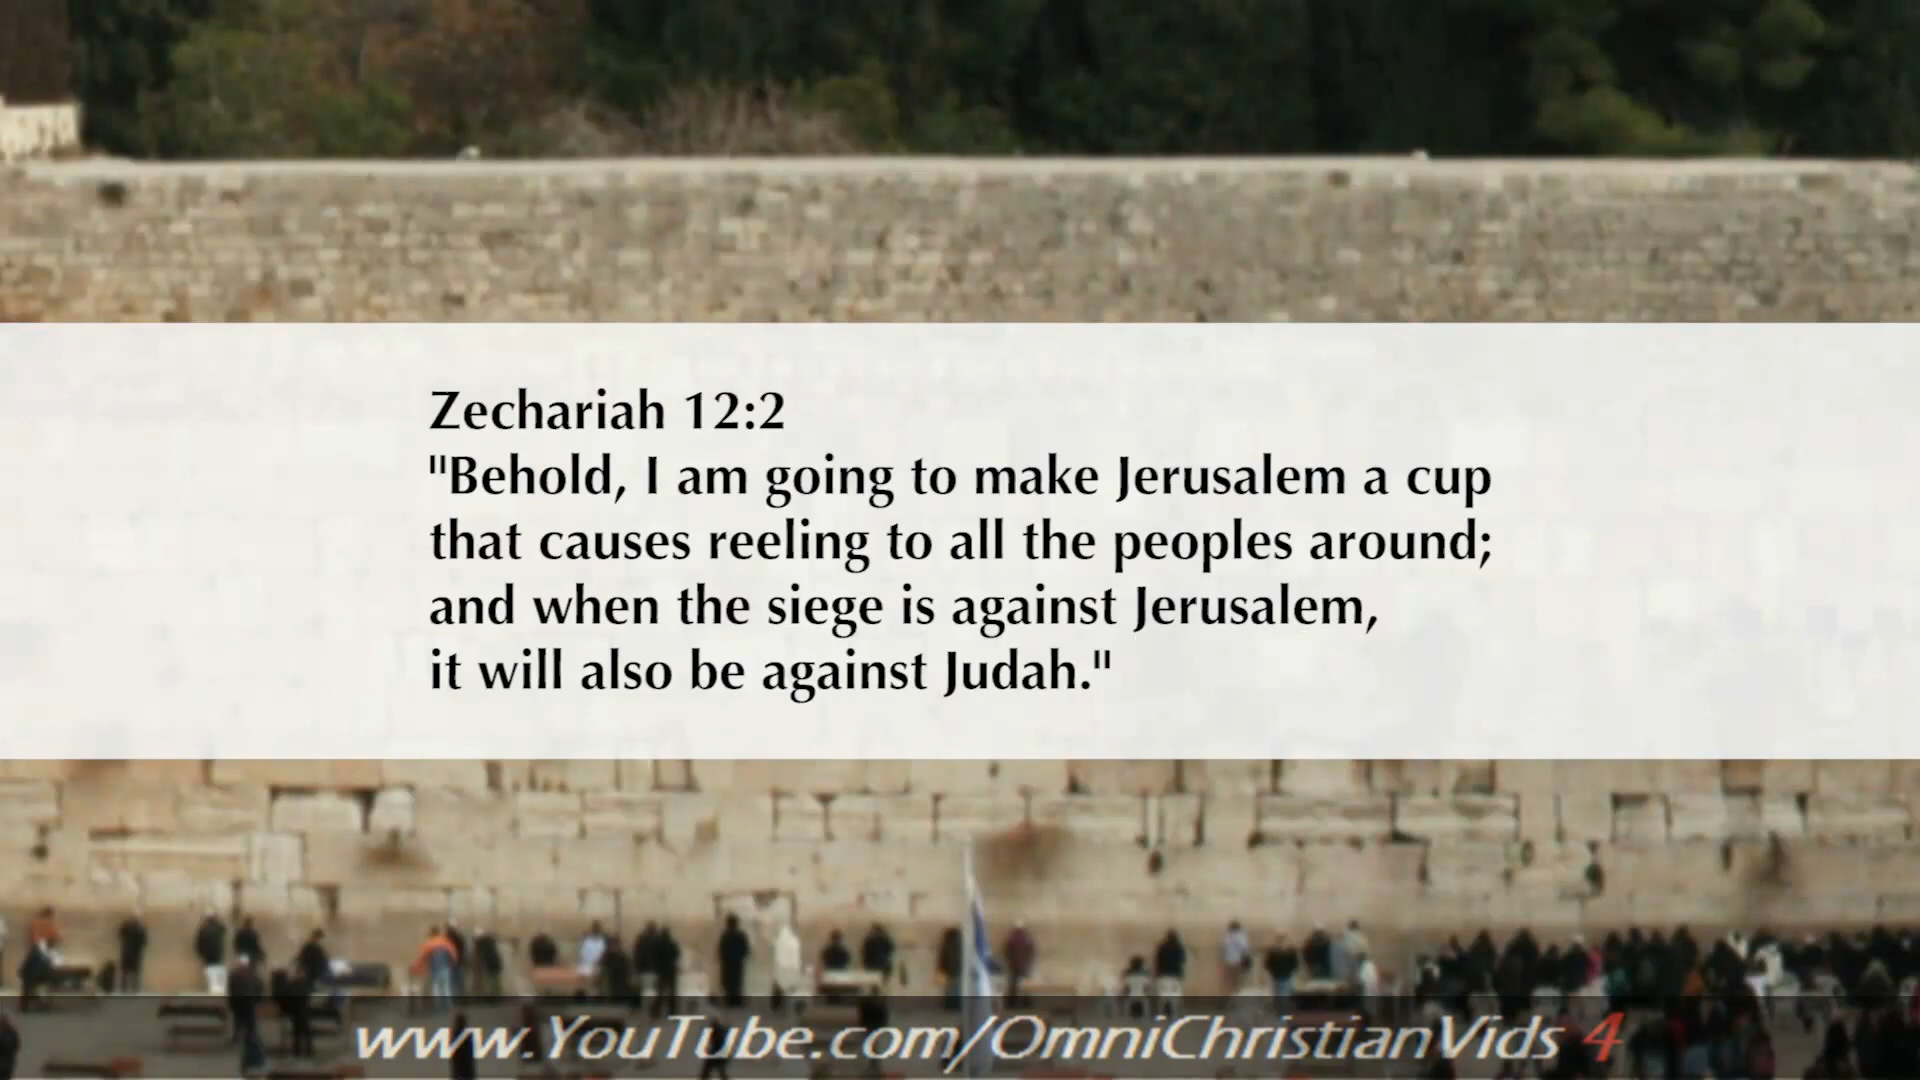 Zechariah 12:2
"Behold, I am going to make Jerusalem a cup
that causes reeling to all the peoples around;
and when the siege is against Jerusalem,
it will also be against Judah."
www.YouTube.com/OmniChristianVids 4